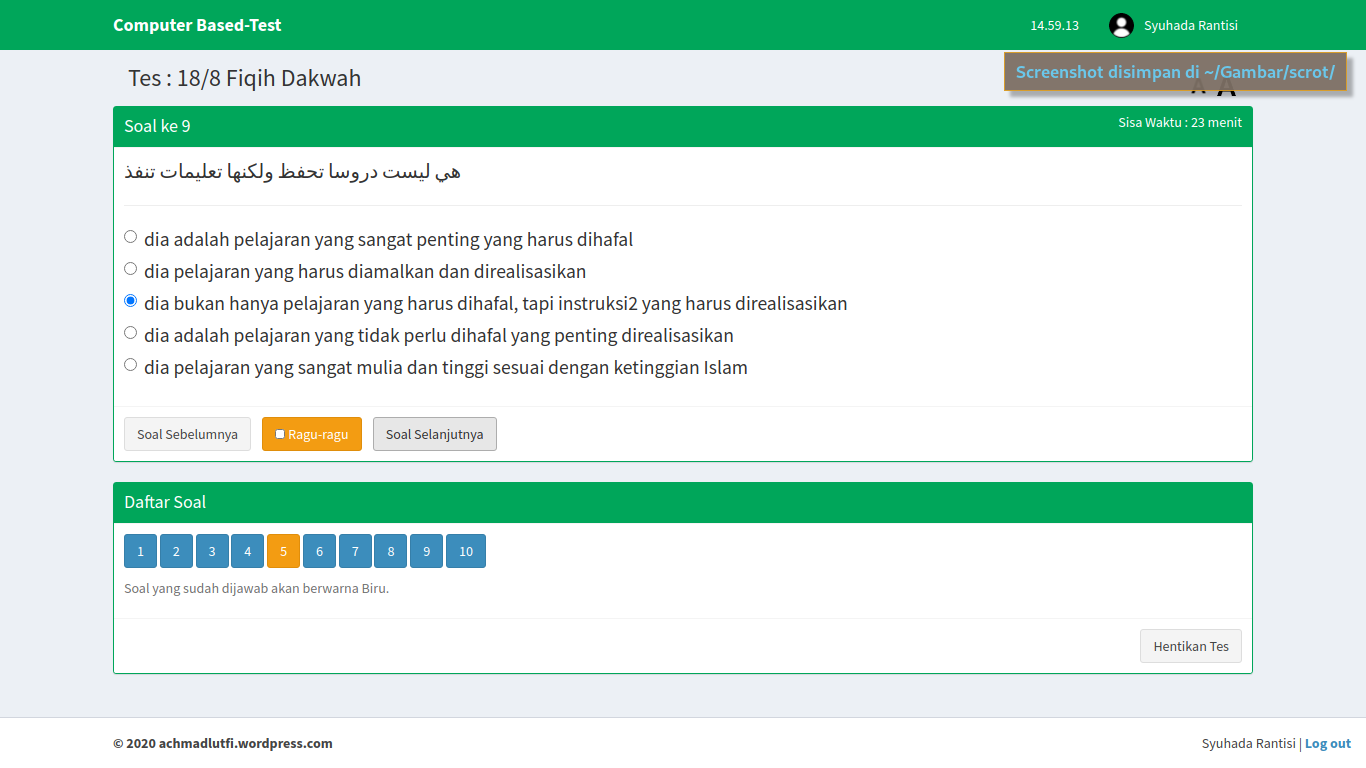 Computer Based-Test
14.59.13
Syuhada Rantisi
Tes : 18/8 Fiqih Dakwah
Screenshot disimpan di ~/Gambar/scrot/
A A
Soal ke 9
Sisa Waktu : 23 menit
هي ليست دروسا تحفظ ولكنها تعليمات تنفذ
dia adalah pelajaran yang sangat penting yang harus dihafal
dia pelajaran yang harus diamalkan dan direalisasikan
dia bukan hanya pelajaran yang harus dihafal, tapi instruksi2 yang harus direalisasikan
dia adalah pelajaran yang tidak perlu dihafal yang penting direalisasikan
dia pelajaran yang sangat mulia dan tinggi sesuai dengan ketinggian Islam
Soal Sebelumnya
Ragu-ragu
Soal Selanjutnya
Daftar Soal
1 2 3 4 5 6 7 8 9 10
Soal yang sudah dijawab akan berwarna Biru.
Hentikan Tes
© 2020 achmadlutfi.wordpress.com
Syuhada Rantisi | Log out